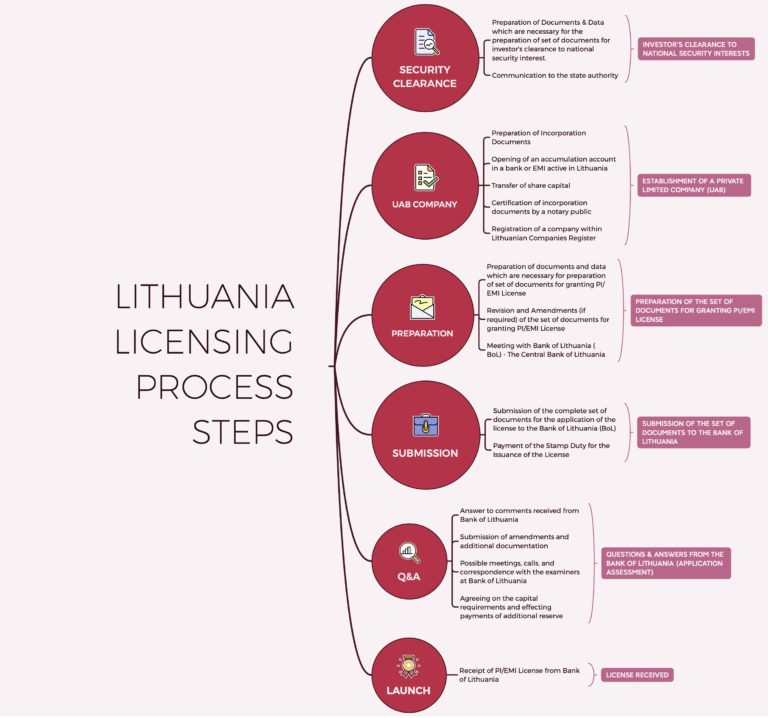 LITHUANIA
LICENSING
PROCESS
STEPS
SECURITY
CLEARANCE
Preparation of Documents & Data
which are necessary for the
preparation of set of documents for
investor's clearance to national
security interest.
Communication to the state authority
INVESTOR'S CLEARANCE TO
NATIONAL SECURITY INTERESTS
UAB COMPANY
Preparation of Incorporation
Documents
Opening of an accumulation account
in a bank or EMI active in Lithuania
Transfer of share capital
Certification of incorporation
documents by a notary public
Registration of a company within
Lithuanian Companies Register
ESTABLISHMENT OF A PRIVATE
LIMITED COMPANY (UAB)
PREPARATION
Preparation of documents and data
which are necessary for preparation
of set of documents for granting PI/
EMI License
Revision and Amendments (if
required) of the set of documents for
granting PI/EMI License
Meeting with Bank of Lithuania (
BoL) - The Central Bank of Lithuania
PREPARATION OF THE SET OF
DOCUMENTS FOR GRANTING PI/EMI
LICENSE
SUBMISSION
Submission of the complete set of
documents for the application of the
license to the Bank of Lithuania (BoL)
Payment of the Stamp Duty for the
Issuance of the License
SUBMISSION OF THE SET OF
DOCUMENTS TO THE BANK OF
LITHUANIA
Q&A
Answer to comments received from
Bank of Lithuania
Submission of amendments and
additional documentation
Possible meetings, calls, and
correspondence with the examiners
at Bank of Lithuania
Agreeing on the capital
requirements and effecting
payments of additional reserve
QUESTIONS & ANSWERS FROM THE
BANK OF LITHUANIA (APPLICATION
ASSESSMENT)
LAUNCH
Receipt of PI/EMI License from Bank
of Lithuania
LICENSE RECEIVED